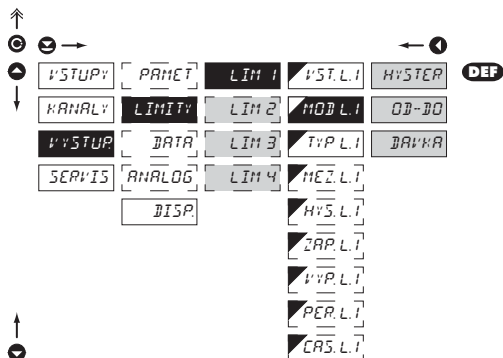 VSTUPY PAMET LIM 1 VST. L.1 HYSTER DEF
KANALY LIMITY LIM 2 MOD L.1 OD-DO
VYSTUP. DATA LIM 3 TYP L.1 DAVKA
SERVIS ANALOG LIM 4 MEZ. L.1
DISP. HYS. L.1
ZAP. L.1
VYP. L.1
PER. L.1
CAS. L.1